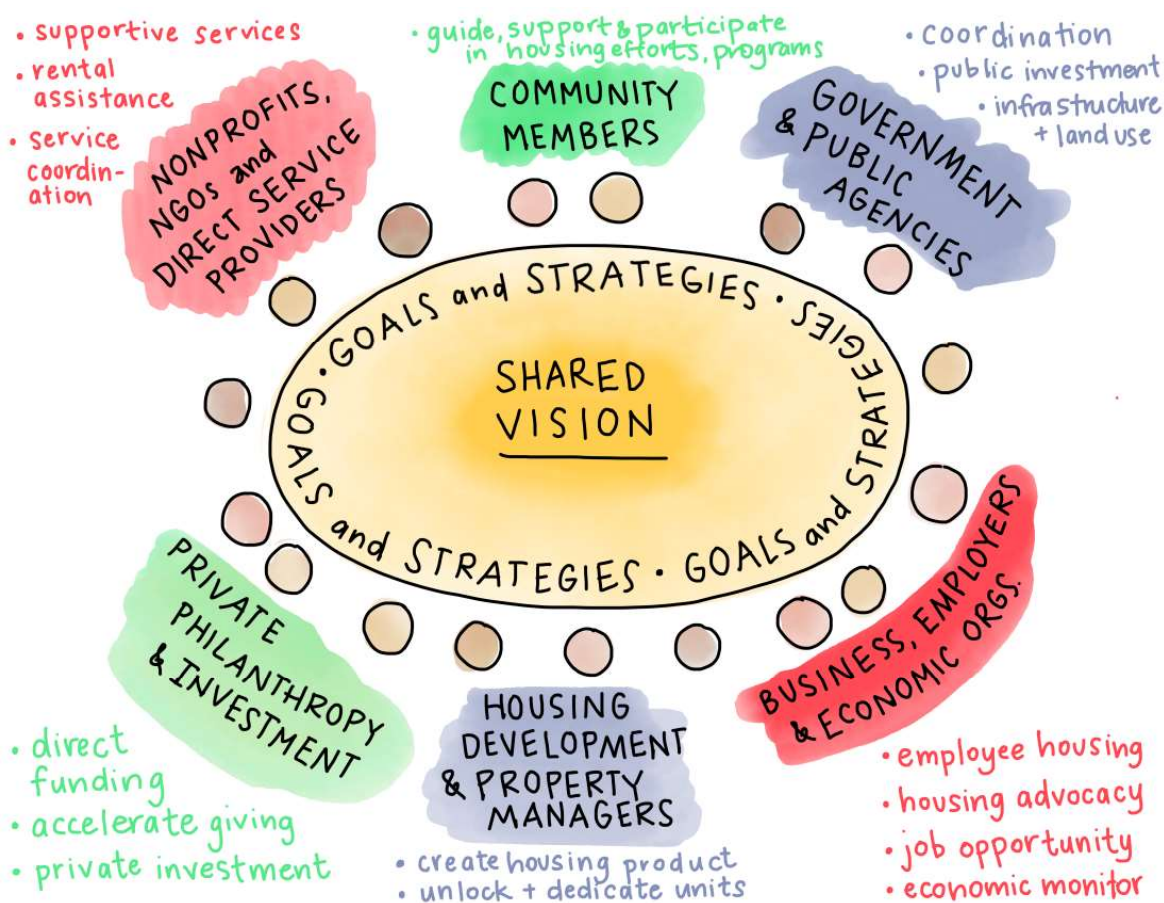 • supportive services
• rental
assistance
• service
coordin-
ation
NONPROFITS,
NGOs and
DIRECT SERVICE
PROVIDERS
• guide, support & participate
in housing efforts, programs
COMMUNITY
MEMBERS
• coordination
• public investment
• infrastructure
+ land use
GOVERNMENT
& PUBLIC
AGENCIES
GOALS and STRATEGIES •
GOALS and STRATEGIES •
GOALS and STRATEGIES •
SHARED
VISION
PRIVATE
PHILANTHROPY
& INVESTMENT
• direct
funding
• accelerate giving
• private investment
HOUSING
DEVELOPMENT
& PROPERTY
MANAGERS
• create housing product
• unlock + dedicate units
BUSINESS, EMPLOYERS
& ECONOMIC ORGS.
• employee housing
• housing advocacy
• job opportunity
• economic monitor